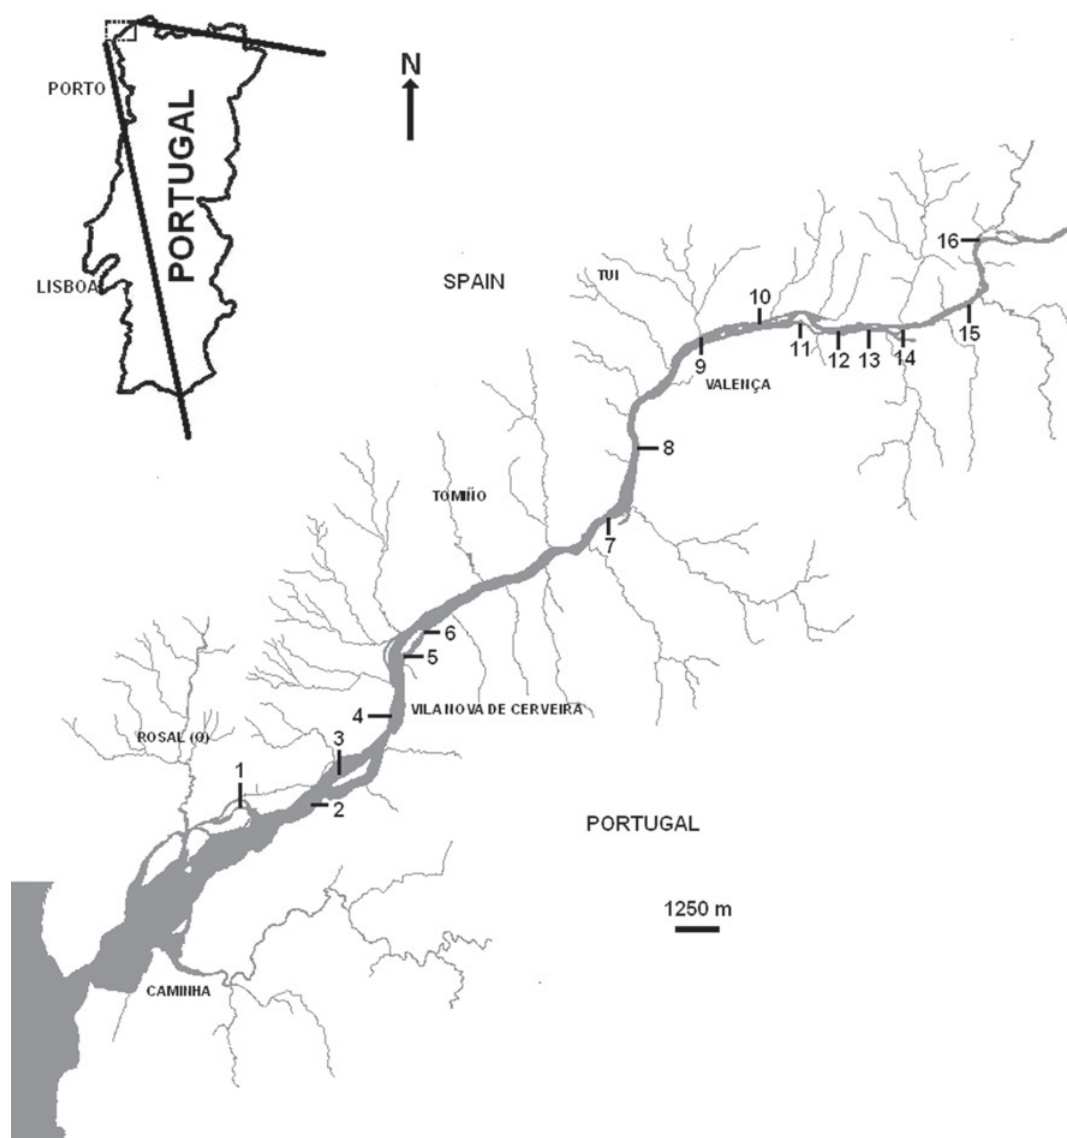 N
PORTO
PORTUGAL
LISBOA
SPAIN
TUI
16
10
15
11
12
13
14
9
VALENÇA
8
TOMIÑO
7
6
5
VILA NOVA DE CERVEIRA
4
ROSAL (O)
3
1
2
PORTUGAL
1250 m
CAMINHA